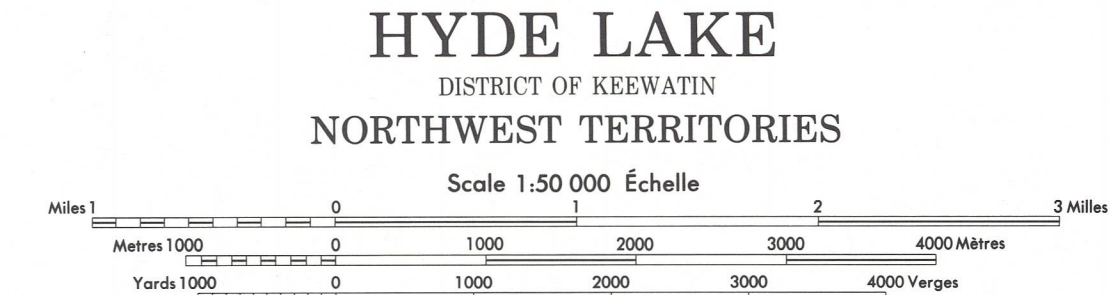 HYDE LAKE
DISTRICT OF KEEWATIN
NORTHWEST TERRITORIES
Scale 1:50 000 Échelle
Miles 1 0 1 2 3 Milles
Metres 1000 0 1000 2000 3000 4000 Mètres
Yards 1000 0 1000 2000 3000 4000 Verges